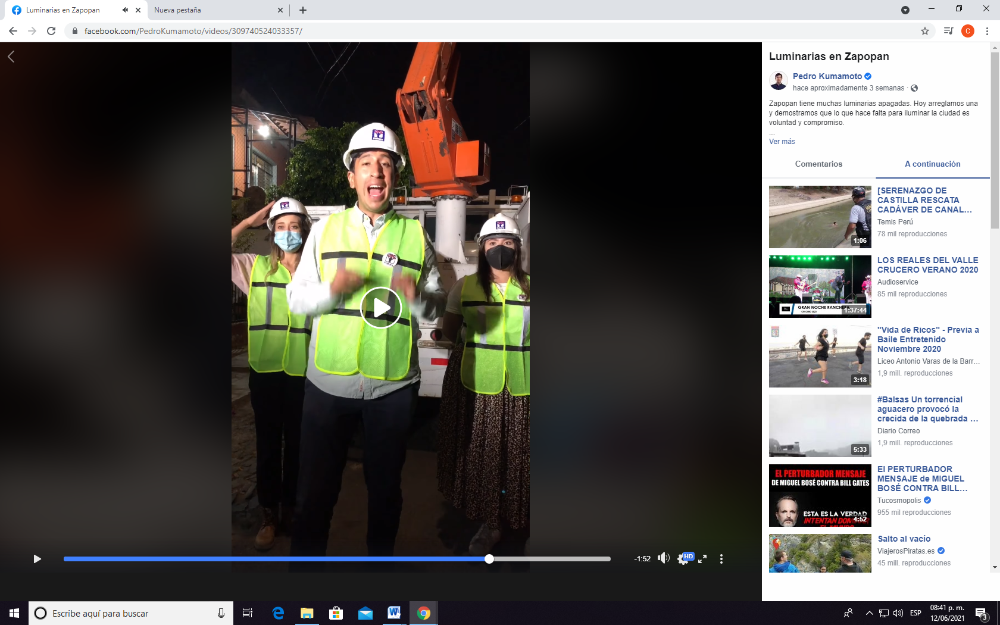 Luminarias en Zapopan
Nueva pestaña
facebook.com/PedroKumamoto/videos/309740524033357/
C
Luminarias en Zapopan
Pedro Kumamoto
hace aproximadamente 3 semanas ·
Zapopan tiene muchas luminarias apagadas. Hoy arreglamos una
y demostramos que lo que hace falta para iluminar la ciudad es
voluntad y compromiso.
...
Ver más
Comentarios
A continuación
[SERENAZGO DE
CASTILLA RESCATA
CADÁVER DE CANAL...
Temis Perú
78 mil reproducciones
1:06
LOS REALES DEL VALLE
CRUCERO VERANO 2020
Audioservice
85 mil reproducciones
GRAN NOCHE RANCHERA
1:37:44
"Vida de Ricos" - Previa a
Baile Entretenido
Noviembre 2020
Liceo Antonio Varas de la Barr...
1,9 mill. reproducciones
3:18
#Balsas Un torrencial
aguacero provocó la
crecida de la quebrada ...
Diario Correo
1,9 mill. reproducciones
5:33
EL PERTURBADOR MENSAJE
DE MIGUEL BOSÉ CONTRA BILL GATES
ESTA ES LA VERDAD
INTENTAN
EL MUNDO
4:52
El PERTURBADOR
MENSAJE de MIGUEL
BOSÉ CONTRA BILL...
Tucosmopolis
955 mil reproducciones
Salto al vacío
ViajerosPiratas.es
45 mil reproducciones
-1:52
HD
Escribe aquí para buscar
ESP
08:41 p. m.
12/06/2021
3